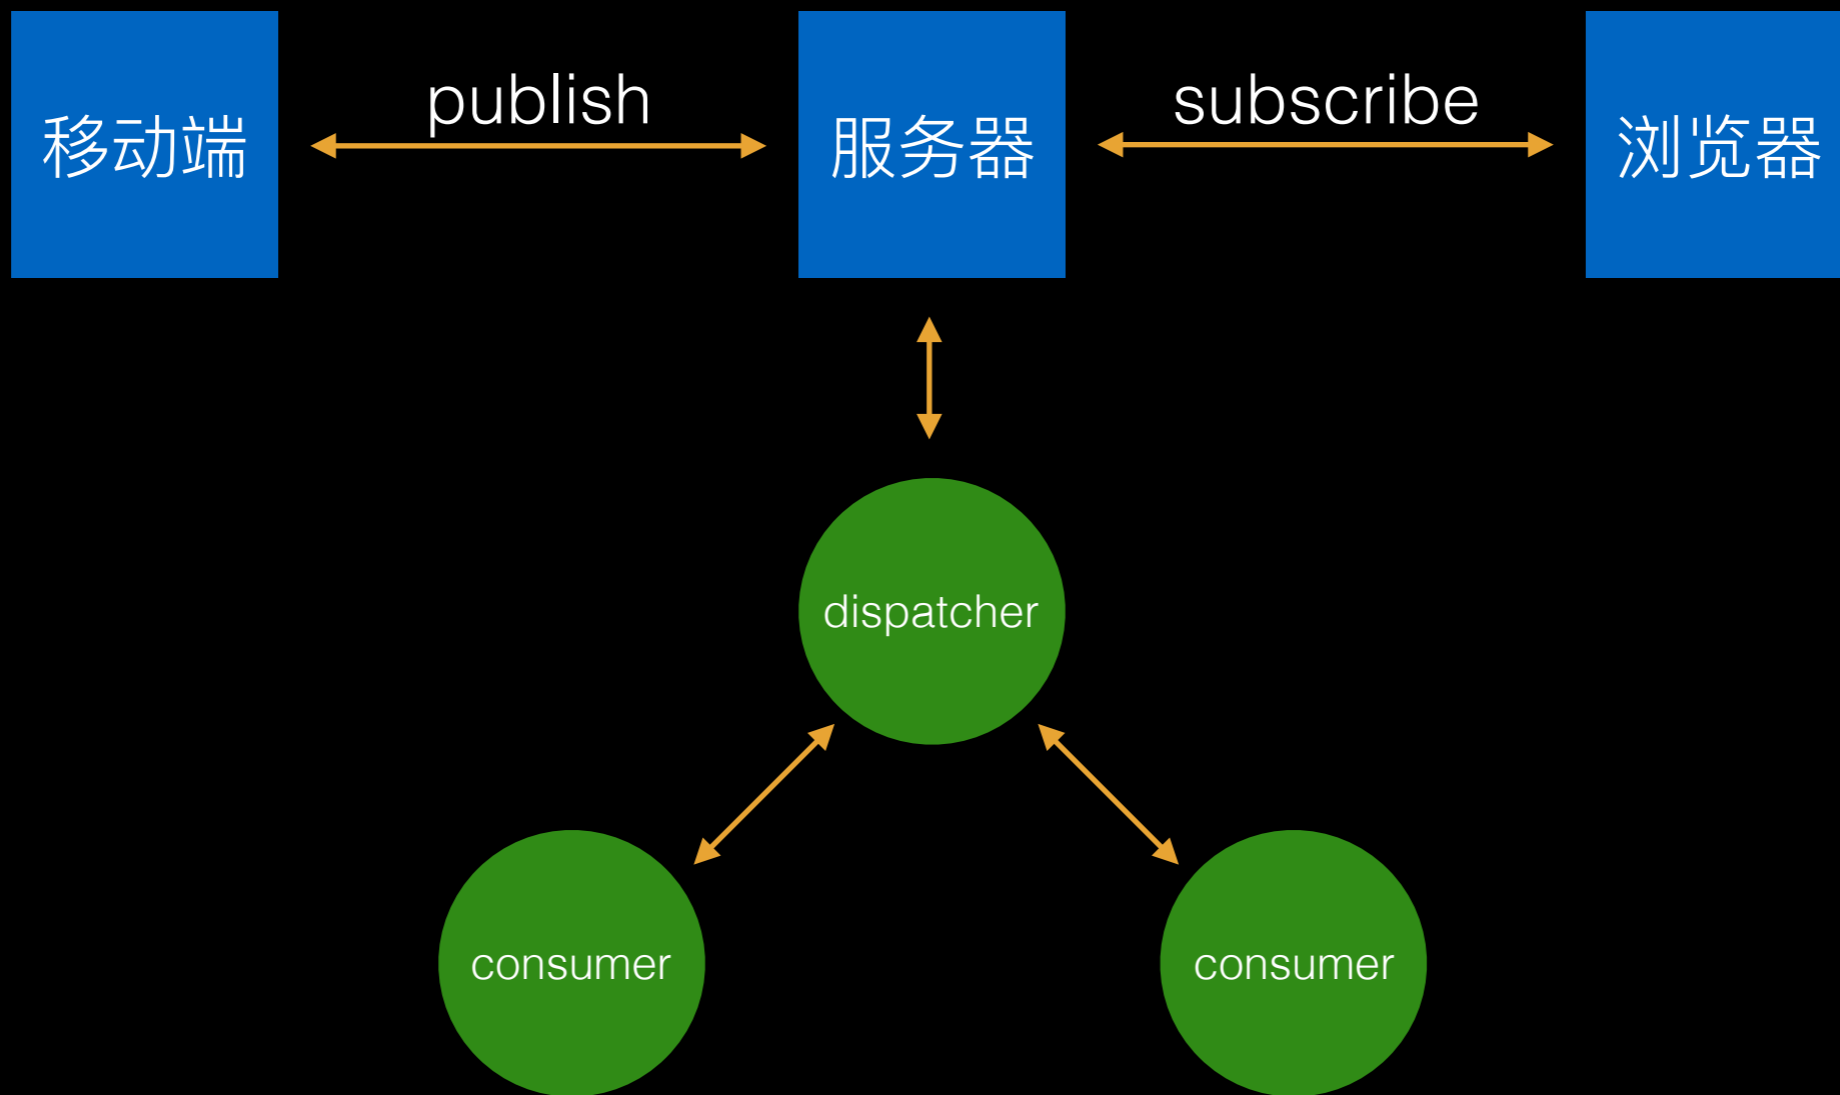 移动端
publish
服务器
subscribe
浏览器
dispatcher
consumer
consumer